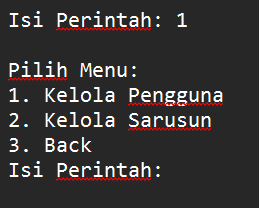 Isi Perintah: 1
Pilih Menu:
1. Kelola Pengguna
2. Kelola Sarusun
3. Back
Isi Perintah: